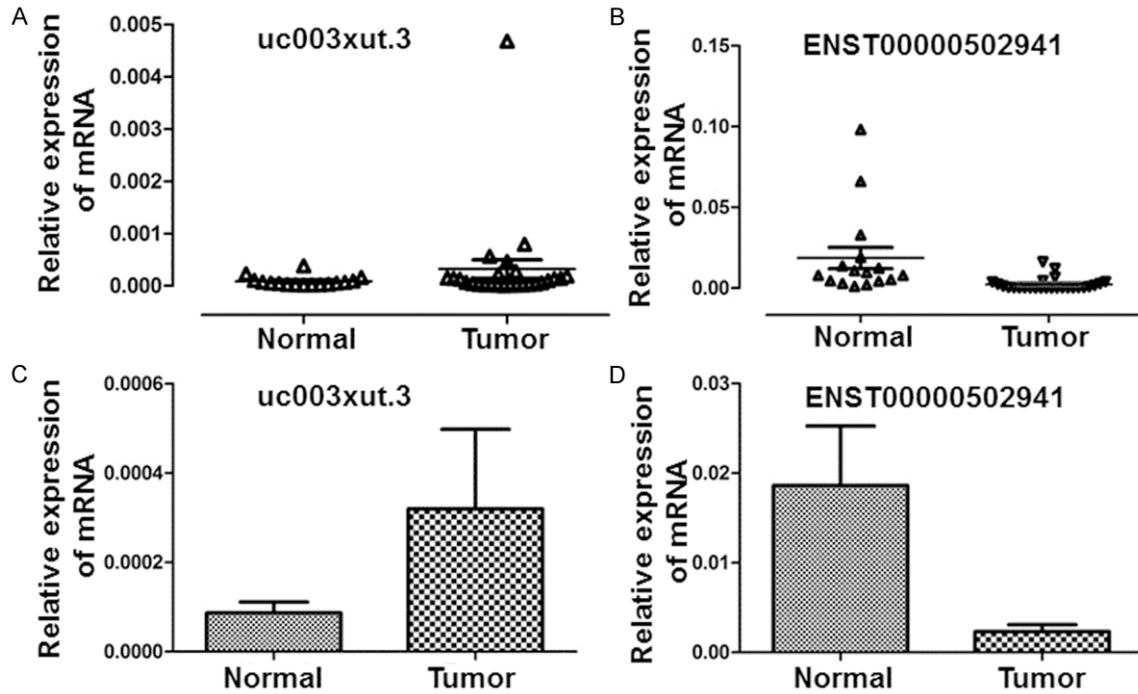 A
uc003xut.3
Relative expression
of mRNA
0.005
0.004
0.003
0.002
0.001
0.000
Normal
Tumor
B
ENST00000502941
Relative expression
of mRNA
0.15
0.10
0.05
0.00
Normal
Tumor
C
uc003xut.3
Relative expression
of mRNA
0.0006
0.0004
0.0002
0.0000
Normal
Tumor
D
ENST00000502941
Relative expression
of mRNA
0.03
0.02
0.01
0.00
Normal
Tumor